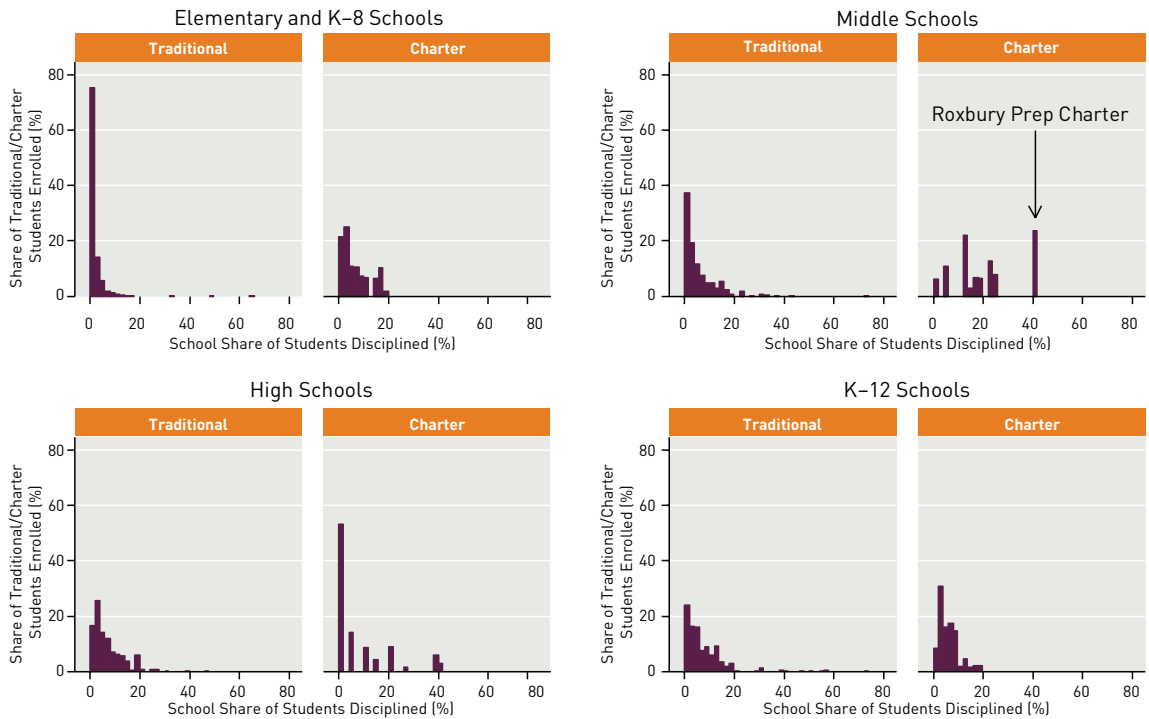 Elementary and K–8 Schools
Traditional
Charter
Share of Traditional/Charter
Students Enrolled (%)
80
60
40
20
0
0 20 40 60 80
0 20 40 60 80
School Share of Students Disciplined (%)
Middle Schools
Traditional
Charter
Share of Traditional/Charter
Students Enrolled (%)
80
60
40
20
0
Roxbury Prep Charter
0 20 40 60 80
0 20 40 60 80
School Share of Students Disciplined (%)
High Schools
Traditional
Charter
Share of Traditional/Charter
Students Enrolled (%)
80
60
40
20
0
0 20 40 60 80
0 20 40 60 80
School Share of Students Disciplined (%)
K–12 Schools
Traditional
Charter
Share of Traditional/Charter
Students Enrolled (%)
80
60
40
20
0
0 20 40 60 80
0 20 40 60 80
School Share of Students Disciplined (%)